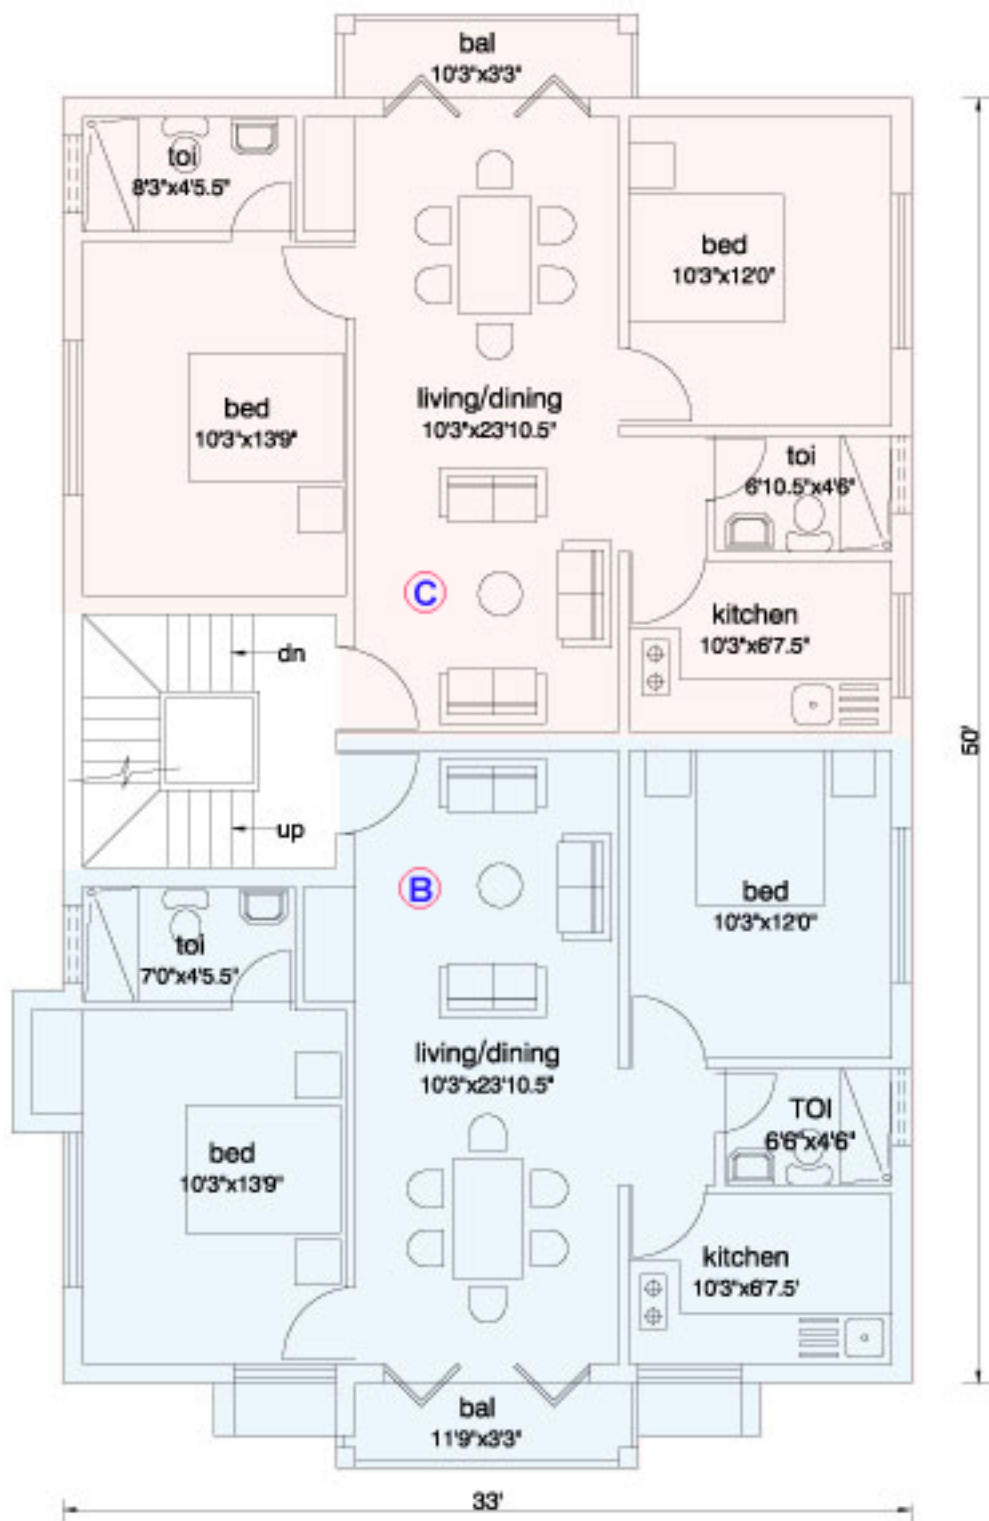 bal
10'3"x3'3"
toi
8'3"x4'5.5"
bed
10'3"x12'0"
living/dining
10'3"x23'10.5"
bed
10'3"x13'9"
toi
6'10.5"x4'6"
C
kitchen
10'3"x6'7.5"
dn
50'
up
B
bed
10'3"x12'0"
toi
7'0"x4'5.5"
living/dining
10'3"x23'10.5"
TOI
6'6"x4'6"
bed
10'3"x13'9"
kitchen
10'3"x6'7.5'
bal
11'9"x3'3"
33'